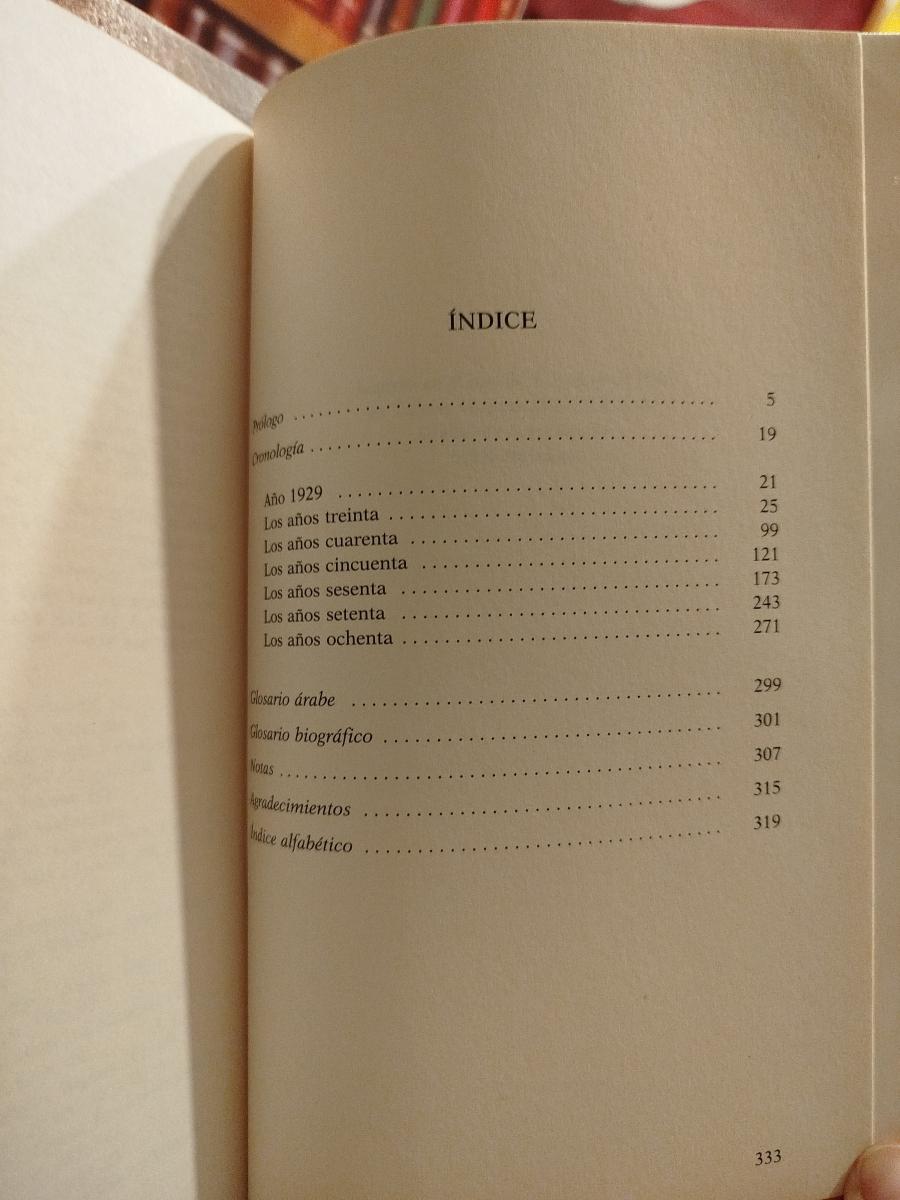 ÍNDICE
Prólogo . . . . . . . . . . . . . . . . . . . . . . . . . . . . . . . . . . . . . . . 5
Cronología . . . . . . . . . . . . . . . . . . . . . . . . . . . . . . . . . . . . . 19
Año 1929 . . . . . . . . . . . . . . . . . . . . . . . . . . . . . . . . . . 21
Los años treinta . . . . . . . . . . . . . . . . . . . . . . . . . . . . . 25
Los años cuarenta . . . . . . . . . . . . . . . . . . . . . . . . . . . 99
Los años cincuenta . . . . . . . . . . . . . . . . . . . . . . . . . . 121
Los años sesenta . . . . . . . . . . . . . . . . . . . . . . . . . . . . 173
Los años setenta . . . . . . . . . . . . . . . . . . . . . . . . . . . . 243
Los años ochenta . . . . . . . . . . . . . . . . . . . . . . . . . . . . 271
Glosario árabe . . . . . . . . . . . . . . . . . . . . . . . . . . . . . . . . 299
Glosario biográfico . . . . . . . . . . . . . . . . . . . . . . . . . . . . . 301
Notas . . . . . . . . . . . . . . . . . . . . . . . . . . . . . . . . . . . . . . . 307
Agradecimientos . . . . . . . . . . . . . . . . . . . . . . . . . . . . . . . 315
Índice alfabético . . . . . . . . . . . . . . . . . . . . . . . . . . . . . . . 319
333